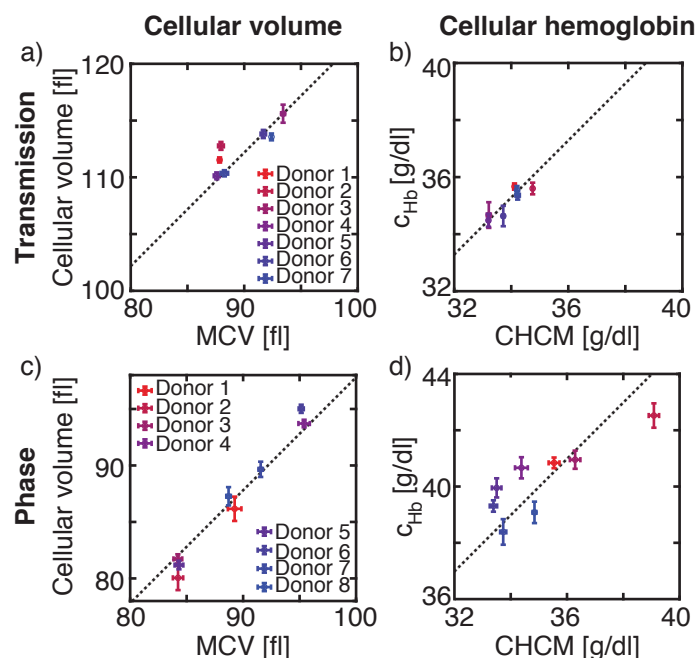 Cellular volume
Cellular hemoglobin
Transmission
a)
Cellular volume [fl]
120
110
100
Donor 1
Donor 2
Donor 3
Donor 4
Donor 5
Donor 6
Donor 7
80 90 100
MCV [fl]
b)
c_Hb [g/dl]
40
36
32
32 36 40
CHCM [g/dl]
Phase
c)
Cellular volume [fl]
90
80
Donor 1
Donor 2
Donor 3
Donor 4
Donor 5
Donor 6
Donor 7
Donor 8
80 90 100
MCV [fl]
d)
c_Hb [g/dl]
44
40
36
32 36 40
CHCM [g/dl]